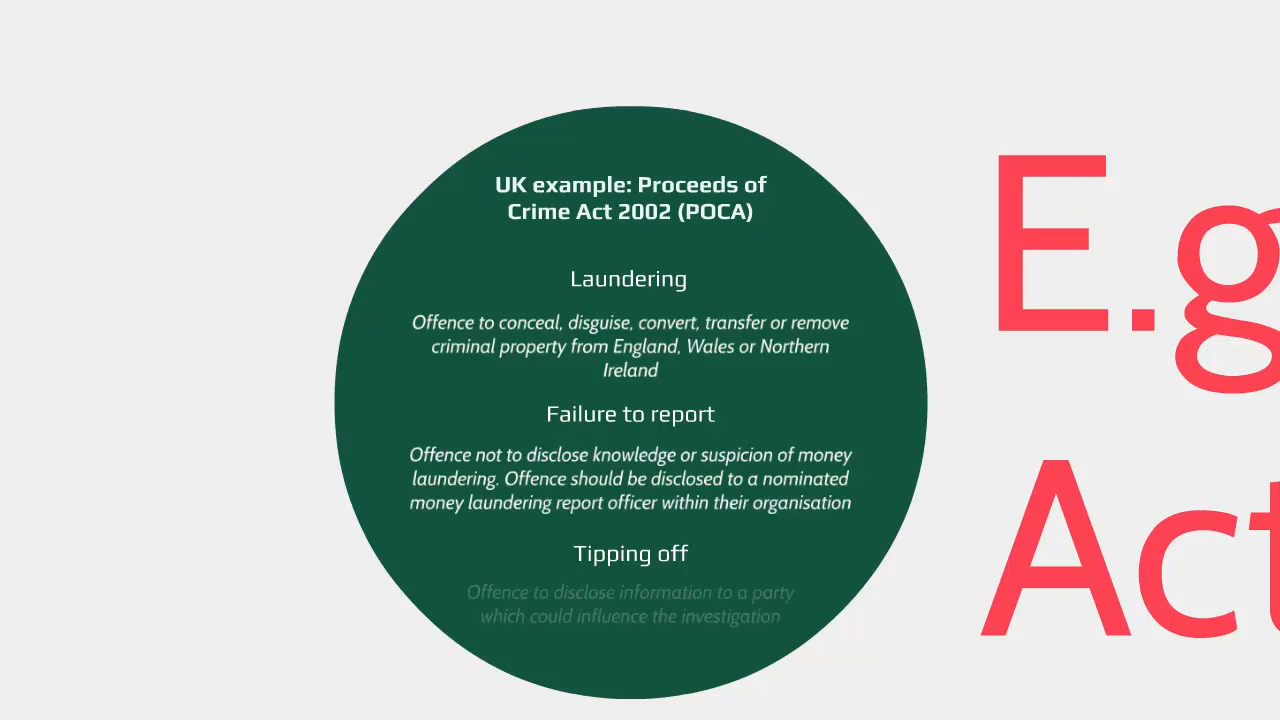 UK example: Proceeds of
Crime Act 2002 (POCA)
Laundering
Offence to conceal, disguise, convert, transfer or remove
criminal property from England, Wales or Northern
Ireland
Failure to report
Offence not to disclose knowledge or suspicion of money
laundering. Offence should be disclosed to a nominated
money laundering report officer within their organisation
Tipping off
Offence to disclose information to a party
which could influence the investigation
E.g
Act